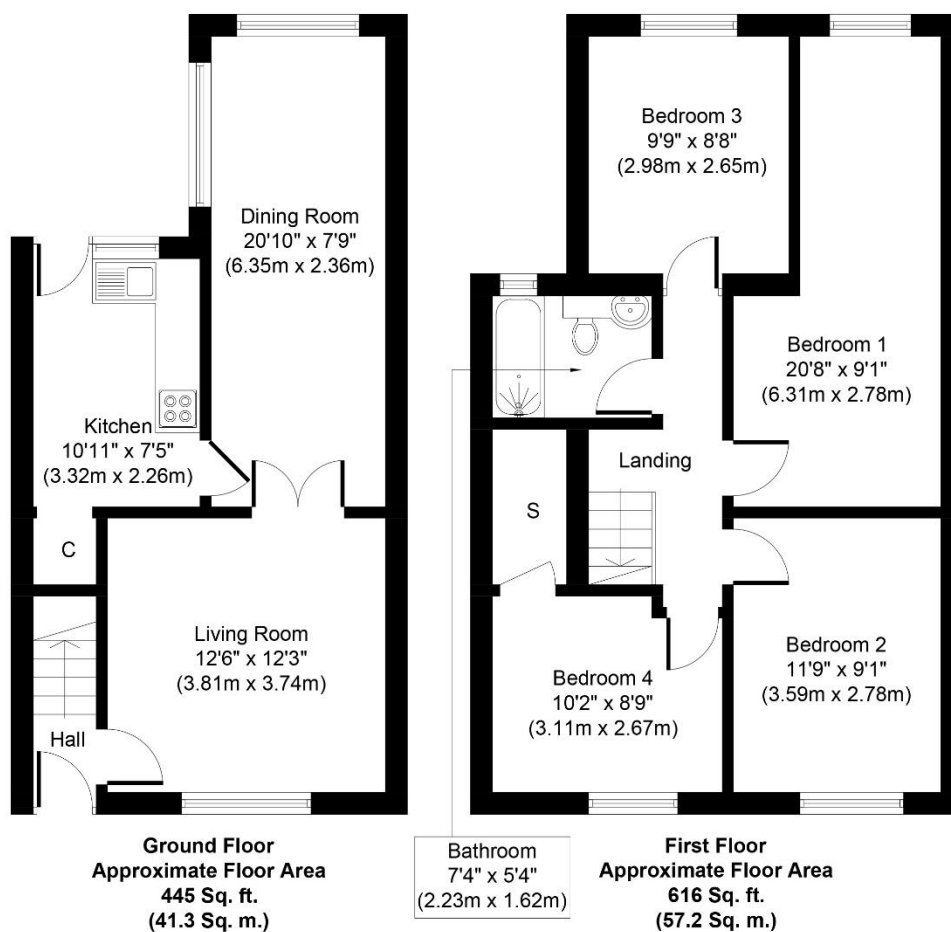 Dining Room
20'10" x 7'9"
(6.35m x 2.36m)
Kitchen
10'11" x 7'5"
(3.32m x 2.26m)
C
Living Room
12'6" x 12'3"
(3.81m x 3.74m)
Hall
Ground Floor
Approximate Floor Area
445 Sq. ft.
(41.3 Sq. m.)
Bedroom 3
9'9" x 8'8"
(2.98m x 2.65m)
Bedroom 1
20'8" x 9'1"
(6.31m x 2.78m)
Landing
S
Bedroom 2
11'9" x 9'1"
(3.59m x 2.78m)
Bedroom 4
10'2" x 8'9"
(3.11m x 2.67m)
Bathroom
7'4" x 5'4"
(2.23m x 1.62m)
First Floor
Approximate Floor Area
616 Sq. ft.
(57.2 Sq. m.)